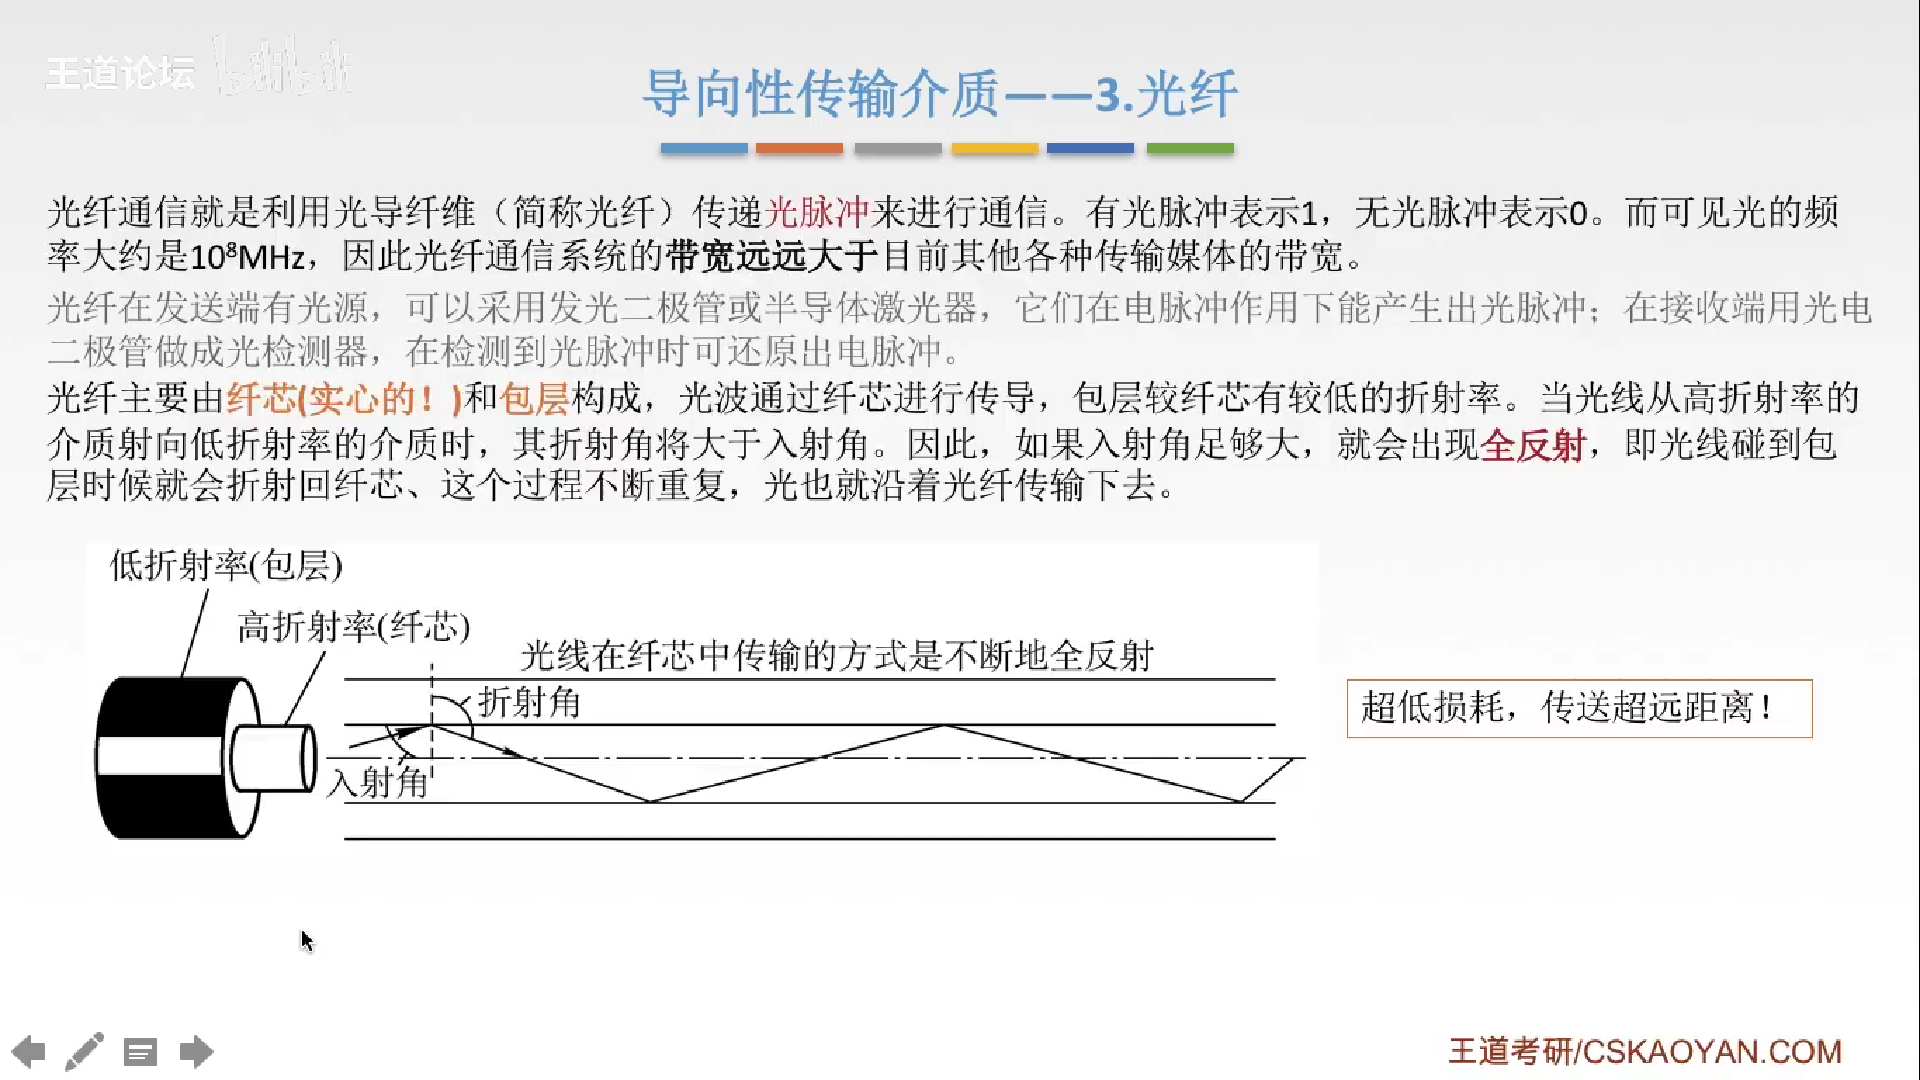 王道论坛 bilibili
导向性传输介质——3.光纤
光纤通信就是利用光导纤维（简称光纤）传递光脉冲来进行通信。有光脉冲表示1，无光脉冲表示0。而可见光的频
率大约是10⁸MHz，因此光纤通信系统的带宽远远大于目前其他各种传输媒体的带宽。
光纤在发送端有光源，可以采用发光二极管或半导体激光器，它们在电脉冲作用下能产生出光脉冲；在接收端用光电
二极管做成光检测器，在检测到光脉冲时可还原出电脉冲。
光纤主要由纤芯(实心的！)和包层构成，光波通过纤芯进行传导，包层较纤芯有较低的折射率。当光线从高折射率的
介质射向低折射率的介质时，其折射角将大于入射角。因此，如果入射角足够大，就会出现全反射，即光线碰到包
层时候就会折射回纤芯、这个过程不断重复，光也就沿着光纤传输下去。
低折射率(包层)
高折射率(纤芯)
光线在纤芯中传输的方式是不断地全反射
折射角
入射角
超低损耗，传送超远距离！
王道考研/CSKAOYAN.COM